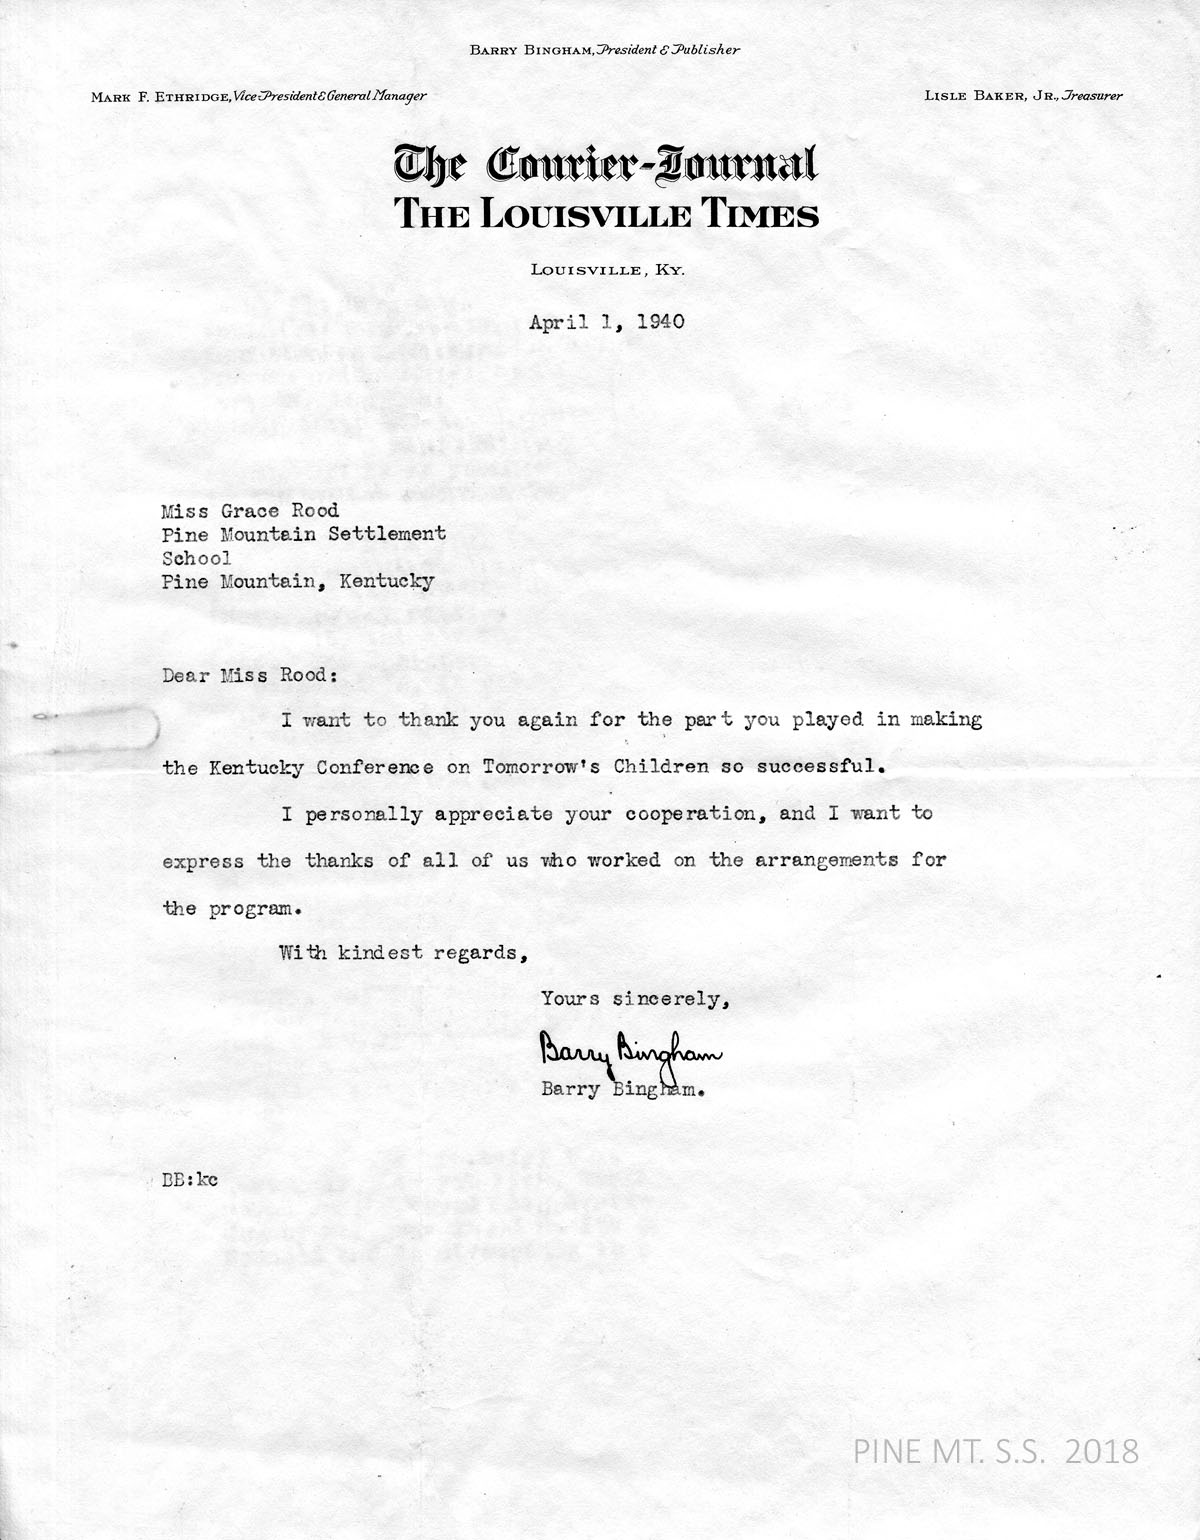 Barry Bingham, President & Publisher
Mark F. Ethridge, Vice President & General Manager
Lisle Baker, Jr., Treasurer
The Courier-Journal
The Louisville Times
Louisville, Ky.
April 1, 1940
Miss Grace Rood
Pine Mountain Settlement
School
Pine Mountain, Kentucky
Dear Miss Rood:
I want to thank you again for the part you played in making
the Kentucky Conference on Tomorrow's Children so successful.
I personally appreciate your cooperation, and I want to
express the thanks of all of us who worked on the arrangements for
the program.
With kindest regards,
Yours sincerely,
Barry Bingham
Barry Bingham.
BB:kc
PINE MT. S.S. 2018